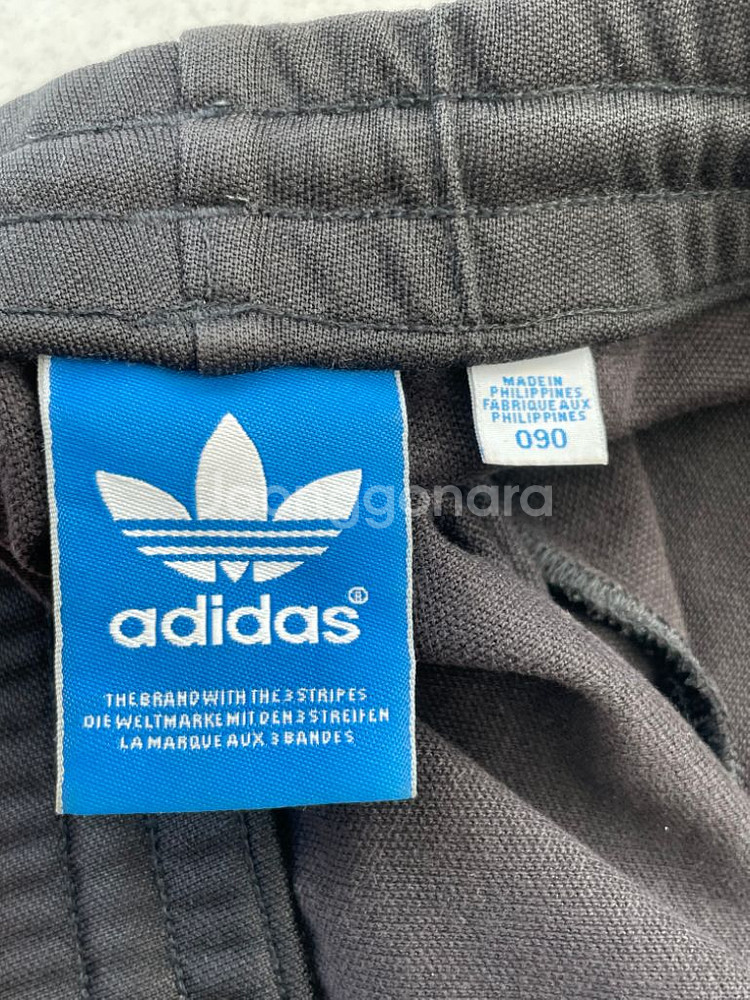 MADE IN
PHILIPPINES
FABRIQUE AUX
PHILIPPINES
090
Joonggonara
adidas®
THE BRAND WITH THE 3 STRIPES
DIE WELTMARKE MIT DEN 3 STREIFEN
LA MARQUE AUX 3 BANDES